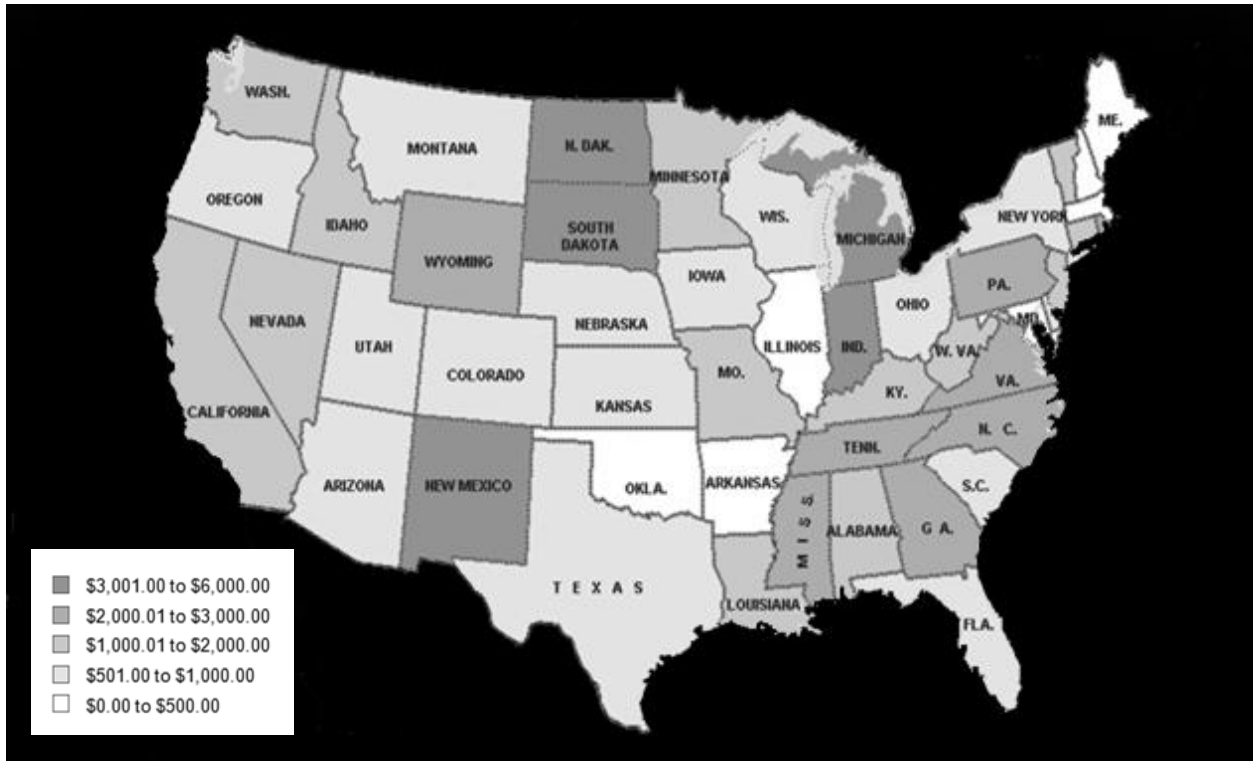 WASH.
MONTANA
N. DAK.
MINNESOTA
ME.
OREGON
IDAHO
WYOMING
SOUTH
DAKOTA
WIS.
MICHIGAN
NEW YORK
NEVADA
UTAH
COLORADO
NEBRASKA
IOWA
ILLINOIS
IND.
OHIO
PA.
MD.
W. VA.
VA.
CALIFORNIA
KANSAS
MO.
KY.
N. C.
TENN.
ARIZONA
NEW MEXICO
OKLA.
ARKANSAS
S.C.
MISS
ALABAMA
G A.
T E X A S
LOUISIANA
FLA.
$3,001.00 to $6,000.00
$2,000.01 to $3,000.00
$1,000.01 to $2,000.00
$501.00 to $1,000.00
$0.00 to $500.00